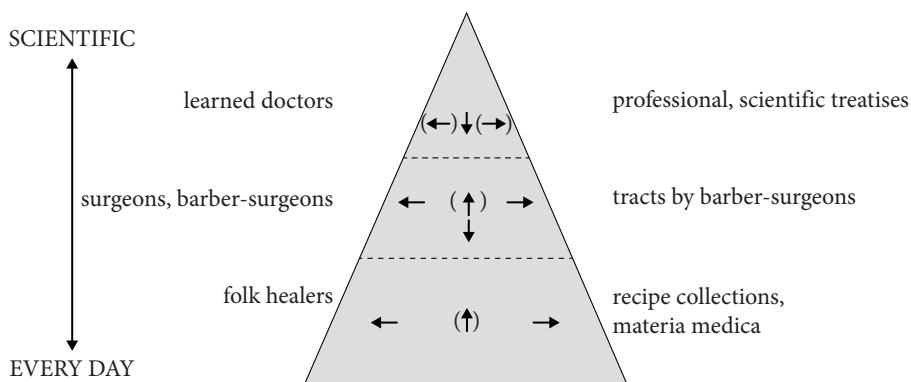 SCIENTIFIC
learned doctors
professional, scientific treatises
surgeons, barber-surgeons
tracts by barber-surgeons
folk healers
recipe collections,
materia medica
EVERY DAY